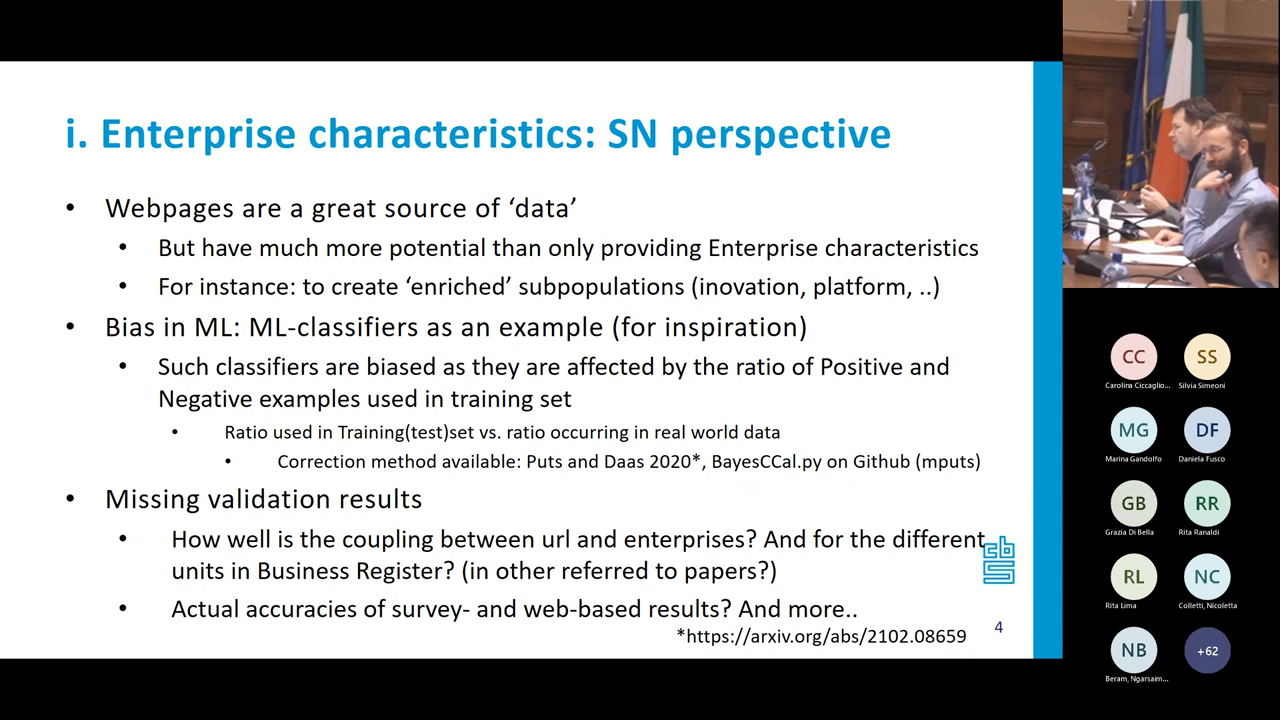 i. Enterprise characteristics: SN perspective
• Webpages are a great source of ‘data’
• But have much more potential than only providing Enterprise characteristics
• For instance: to create ‘enriched’ subpopulations (inovation, platform, ..)
• Bias in ML: ML-classifiers as an example (for inspiration)
• Such classifiers are biased as they are affected by the ratio of Positive and
Negative examples used in training set
• Ratio used in Training(test)set vs. ratio occurring in real world data
• Correction method available: Puts and Daas 2020*, BayesCCal.py on Github (mputs)
• Missing validation results
• How well is the coupling between url and enterprises? And for the different
units in Business Register? (in other referred to papers?)
• Actual accuracies of survey- and web-based results? And more..
*https://arxiv.org/abs/2102.08659
4
cbs
CC
Carolina Ciccaglio...
SS
Silvia Simeoni
MG
Marina Gandolfo
DF
Daniela Fusco
GB
Grazia Di Bella
RR
Rita Ranaldi
RL
Rita Lima
NC
Colletti, Nicoletta
NB
Beram, Ngarsaim...
+62